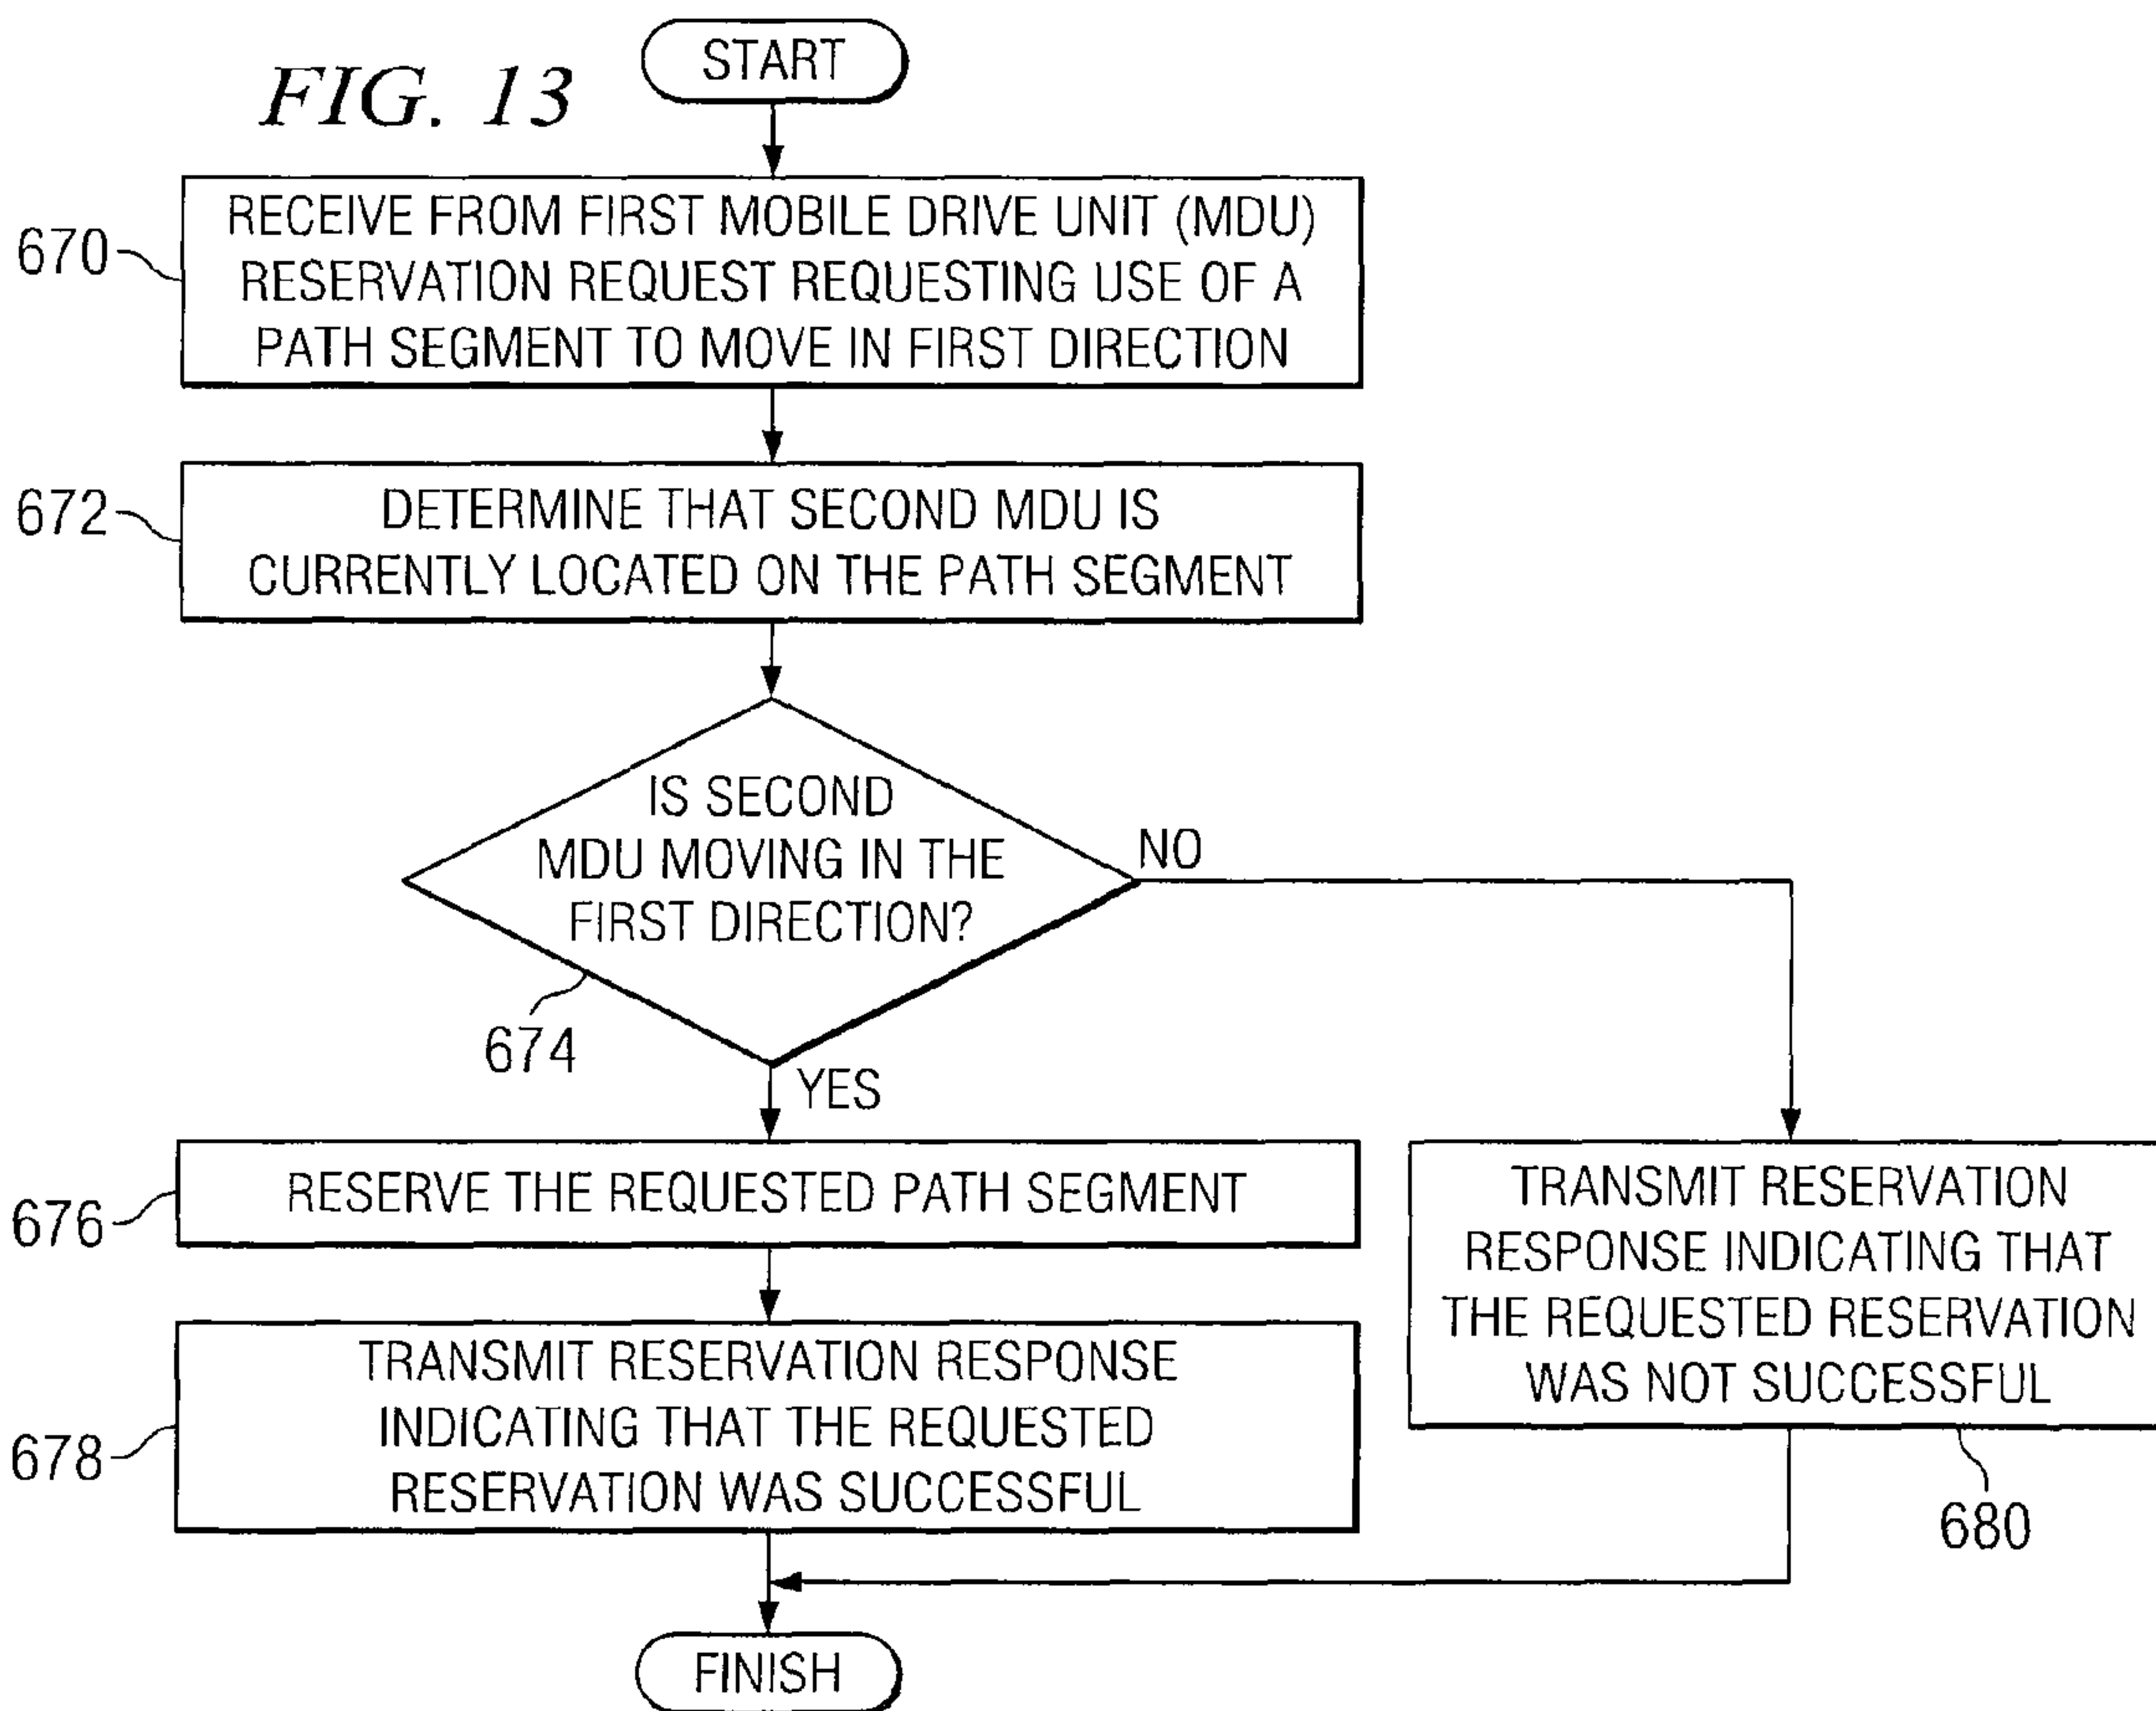 FIG. 13
START
670
RECEIVE FROM FIRST MOBILE DRIVE UNIT (MDU)
RESERVATION REQUEST REQUESTING USE OF A
PATH SEGMENT TO MOVE IN FIRST DIRECTION
672
DETERMINE THAT SECOND MDU IS
CURRENTLY LOCATED ON THE PATH SEGMENT
IS SECOND
MDU MOVING IN THE
FIRST DIRECTION?
NO
674
YES
676
RESERVE THE REQUESTED PATH SEGMENT
678
TRANSMIT RESERVATION RESPONSE
INDICATING THAT THE REQUESTED
RESERVATION WAS SUCCESSFUL
TRANSMIT RESERVATION
RESPONSE INDICATING THAT
THE REQUESTED RESERVATION
WAS NOT SUCCESSFUL
680
FINISH